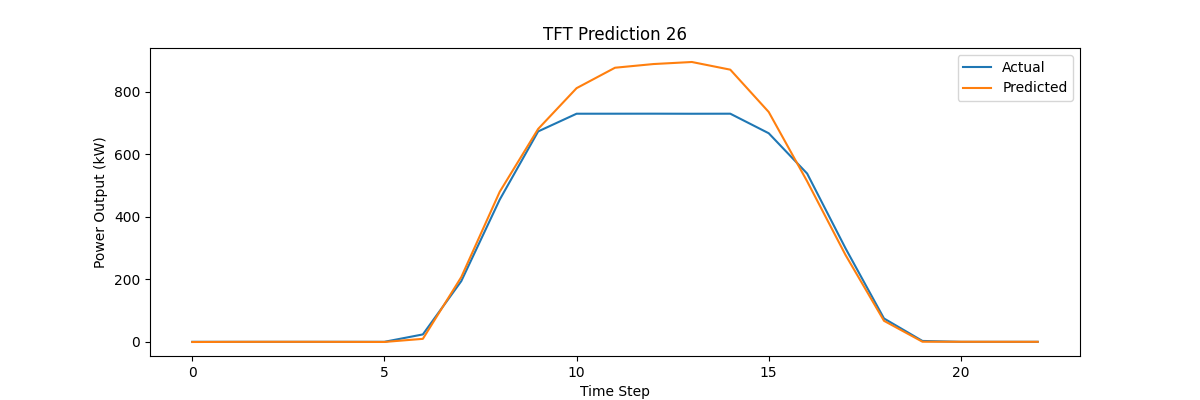 TFT Prediction 26
Actual
Predicted
Power Output (kW)
800
600
400
200
0
0 5 10 15 20
Time Step